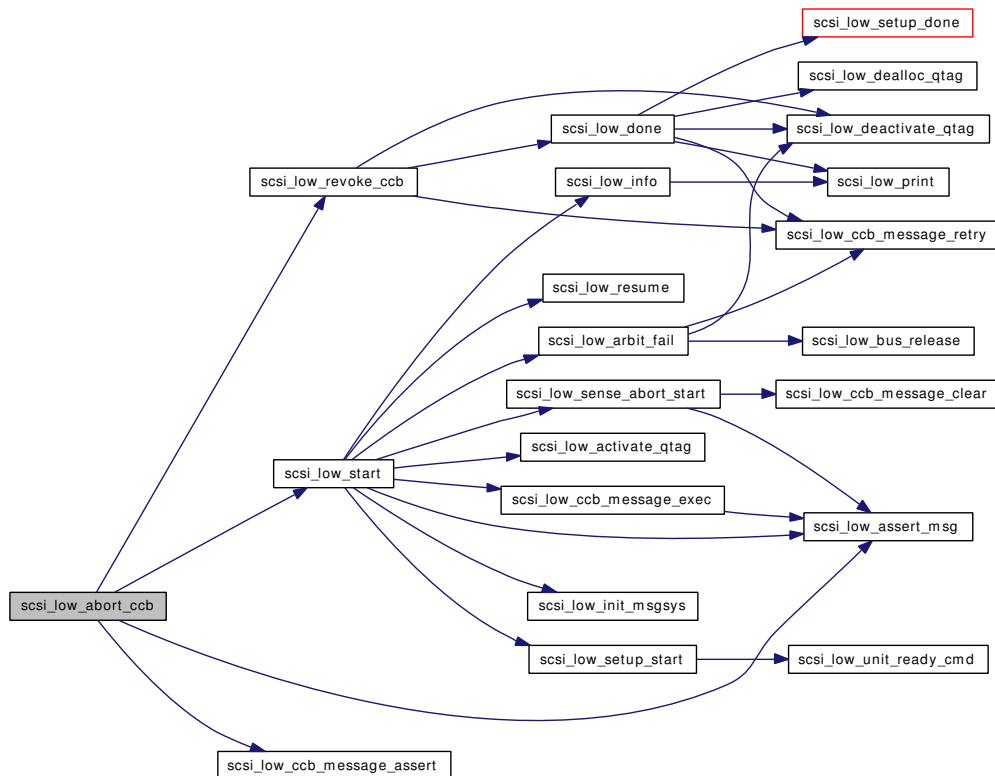 scsi_low_setup_done
scsi_low_dealloc_qtag
scsi_low_done
scsi_low_deactivate_qtag
scsi_low_revoke_ccb
scsi_low_info
scsi_low_print
scsi_low_ccb_message_retry
scsi_low_resume
scsi_low_arbit_fail
scsi_low_bus_release
scsi_low_sense_abort_start
scsi_low_ccb_message_clear
scsi_low_activate_qtag
scsi_low_start
scsi_low_ccb_message_exec
scsi_low_assert_msg
scsi_low_abort_ccb
scsi_low_init_msgsys
scsi_low_setup_start
scsi_low_unit_ready_cmd
scsi_low_ccb_message_assert